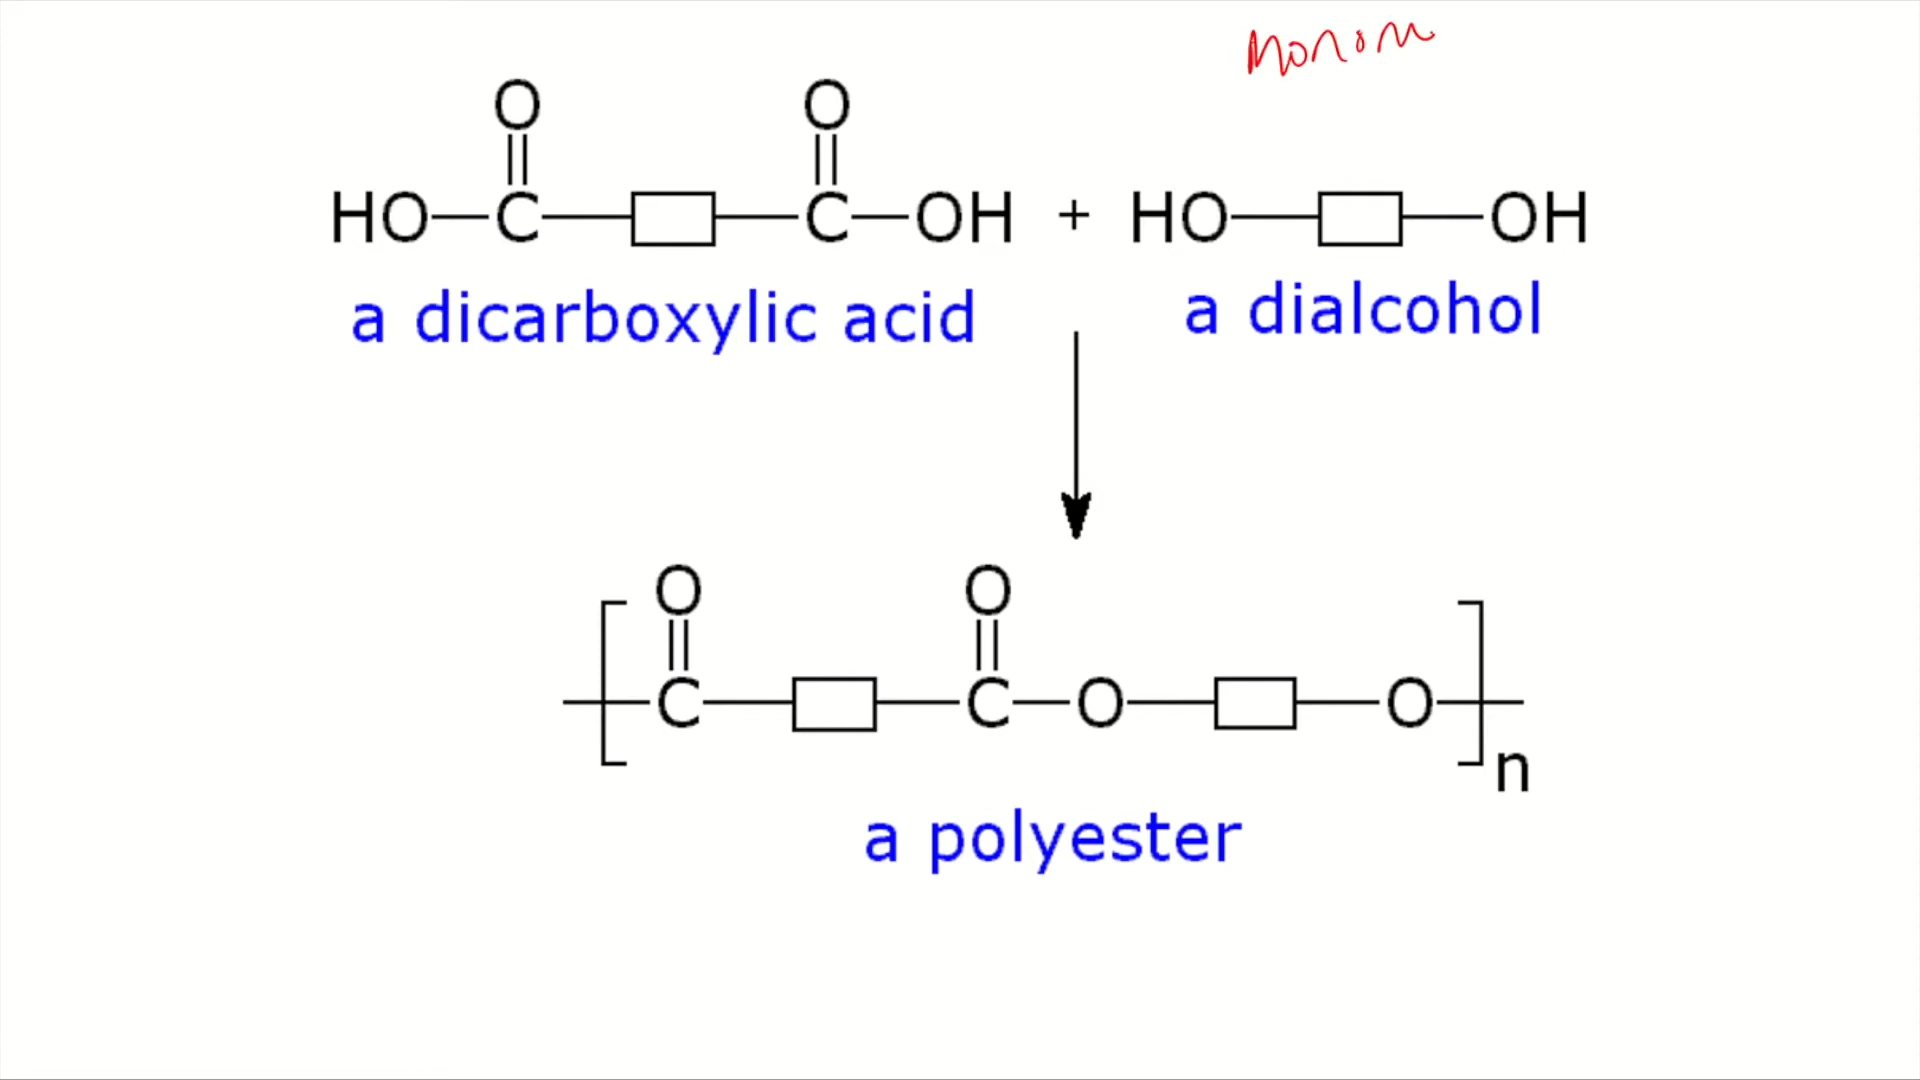 Monom
O O
HO C C OH + HO OH
a dicarboxylic acid a dialcohol
O O
C C O O
n
a polyester